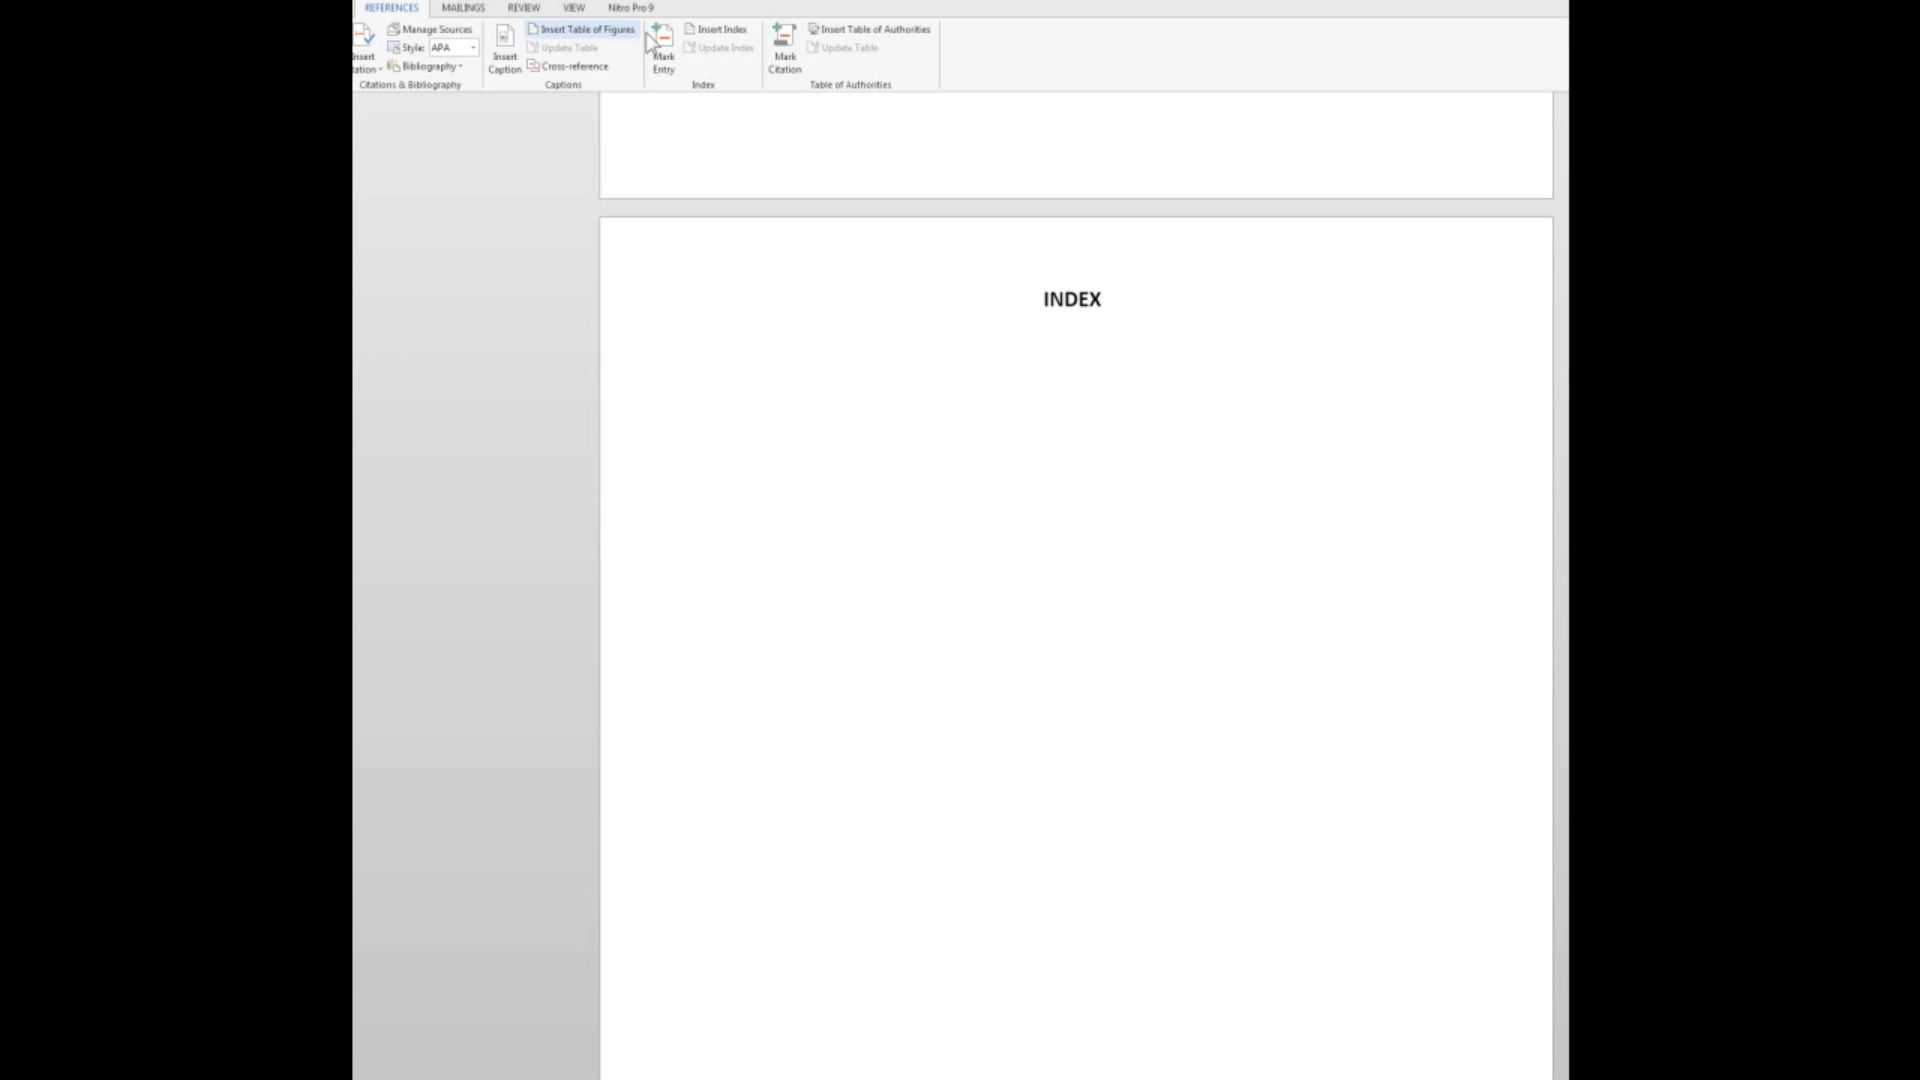 REFERENCES MAILINGS REVIEW VIEW Nitro Pro 9
Manage Sources
Style: APA
Bibliography
Citations & Bibliography
Insert Caption
Insert Table of Figures
Update Table
Cross-reference
Captions
Mark Entry
Insert Index
Update Index
Index
Mark Citation
Insert Table of Authorities
Update Table
Table of Authorities
INDEX